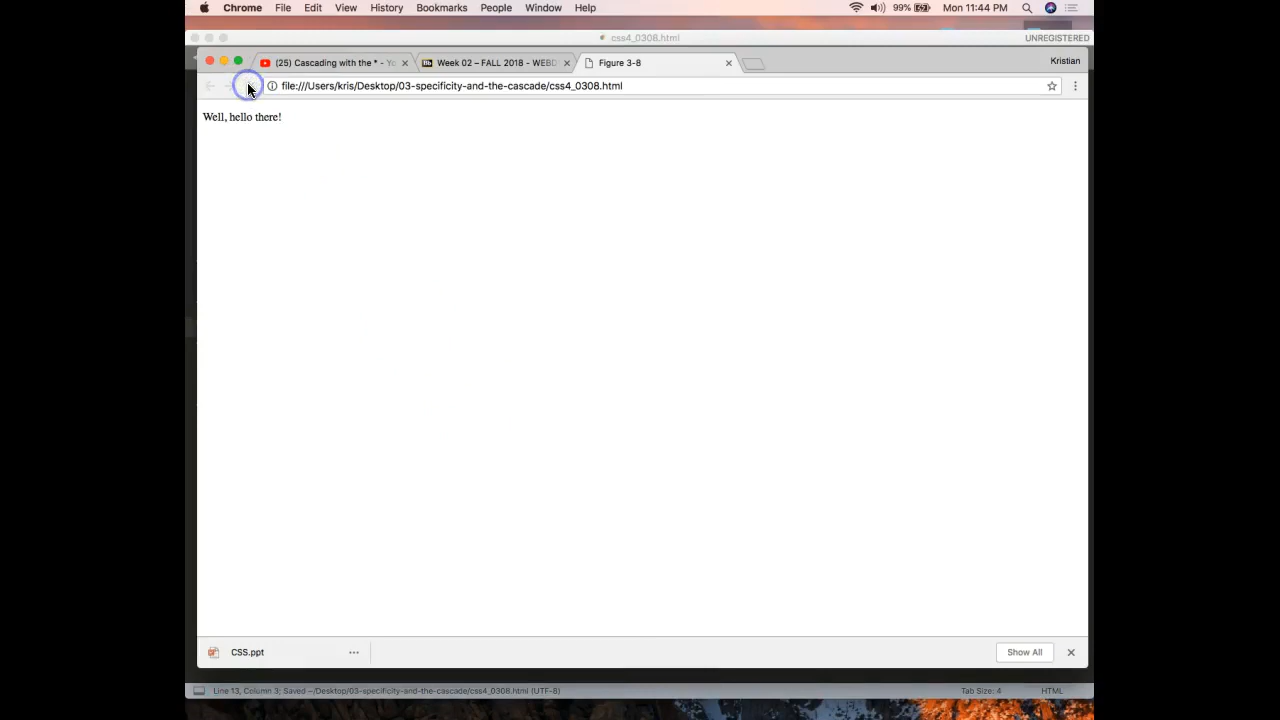 Chrome File Edit View History Bookmarks People Window Help 99% Mon 11:44 PM
css4_0308.html UNREGISTERED
(25) Cascading with the * - Yo Week 02 – FALL 2018 - WEBD Figure 3-8 Kristian
file:///Users/kris/Desktop/03-specificity-and-the-cascade/css4_0308.html
Well, hello there!
CSS.ppt Show All
Line 13, Column 3; Saved ~/Desktop/03-specificity-and-the-cascade/css4_0308.html (UTF-8) Tab Size: 4 HTML